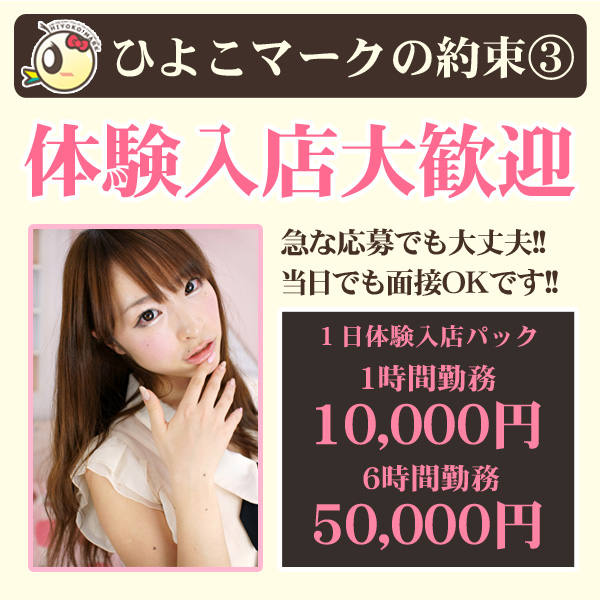 HIYOKOMARK
ひよこマークの約束③
体験入店大歓迎
急な応募でも大丈夫!!
当日でも面接OKです!!
1日体験入店パック
1時間勤務
10,000円
6時間勤務
50,000円